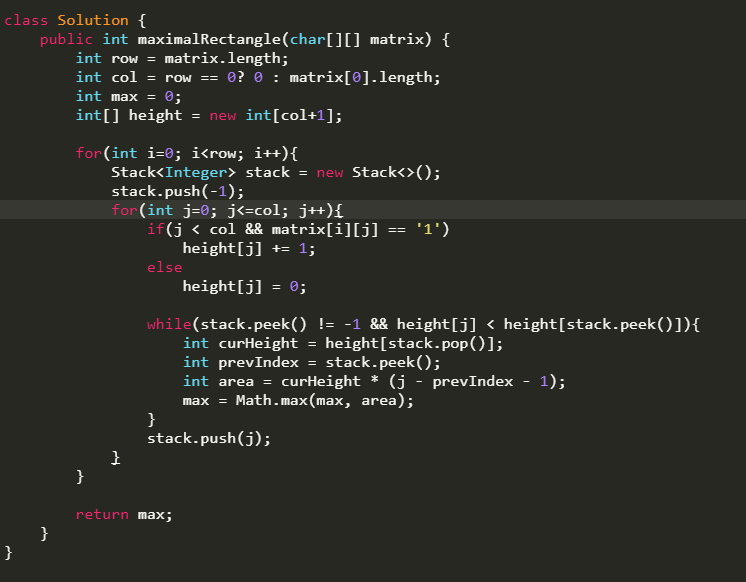 class Solution {
    public int maximalRectangle(char[][] matrix) {
        int row = matrix.length;
        int col = row == 0? 0 : matrix[0].length;
        int max = 0;
        int[] height = new int[col+1];

        for(int i=0; i<row; i++){
            Stack<Integer> stack = new Stack<>();
            stack.push(-1);
            for(int j=0; j<=col; j++){
                if(j < col && matrix[i][j] == '1')
                    height[j] += 1;
                else
                    height[j] = 0;

                while(stack.peek() != -1 && height[j] < height[stack.peek()]){
                    int curHeight = height[stack.pop()];
                    int prevIndex = stack.peek();
                    int area = curHeight * (j - prevIndex - 1);
                    max = Math.max(max, area);
                }
                stack.push(j);
            }
        }

        return max;
    }
}